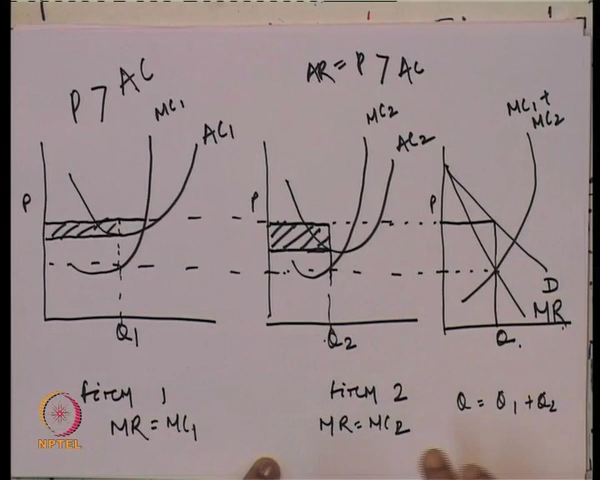 P > AC
AR = P > AC
MC1
AC1
P
Q1
MC2
AC2
P
Q2
MC1 +
MC2
P
D
MR
Q.
firm 1
MR = MC1
firm 2
MR = MC2
Q = Q1 + Q2
NPTEL